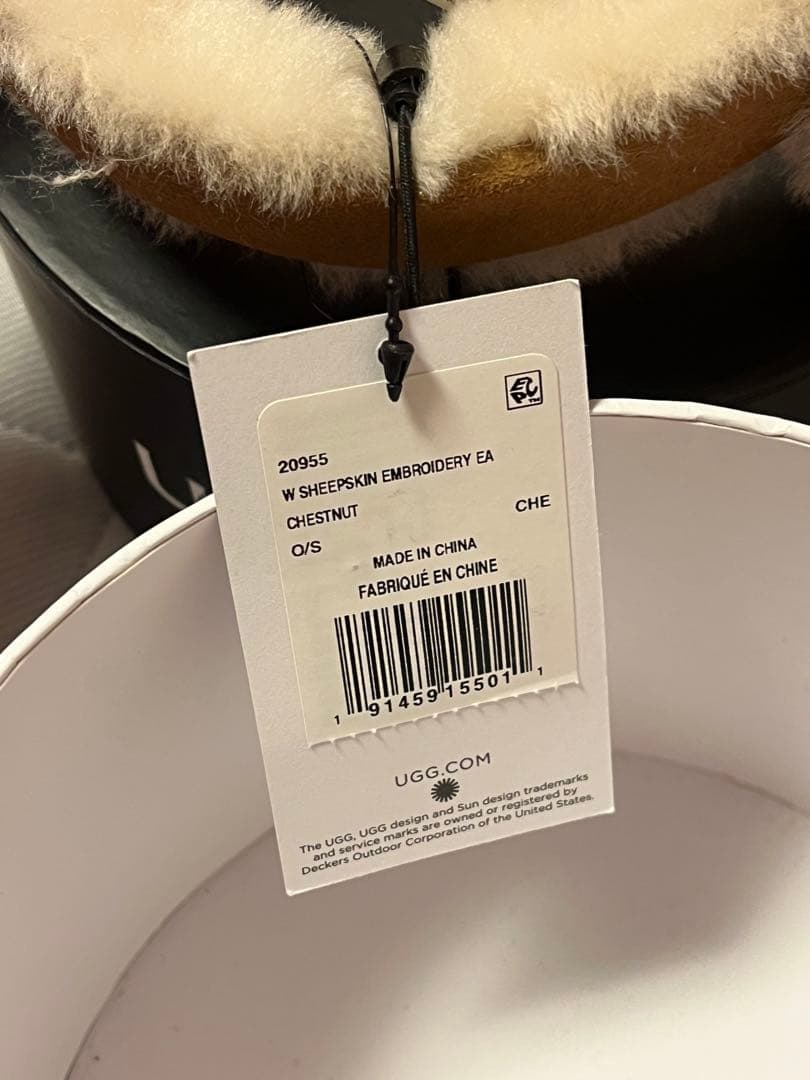 EPC™
20955
W SHEEPSKIN EMBROIDERY EA
CHESTNUT CHE
O/S
MADE IN CHINA
FABRIQUÉ EN CHINE
1 91459 15501 1
UGG.COM
The UGG, UGG design and Sun design trademarks
and service marks are owned or registered by
Deckers Outdoor Corporation of the United States.